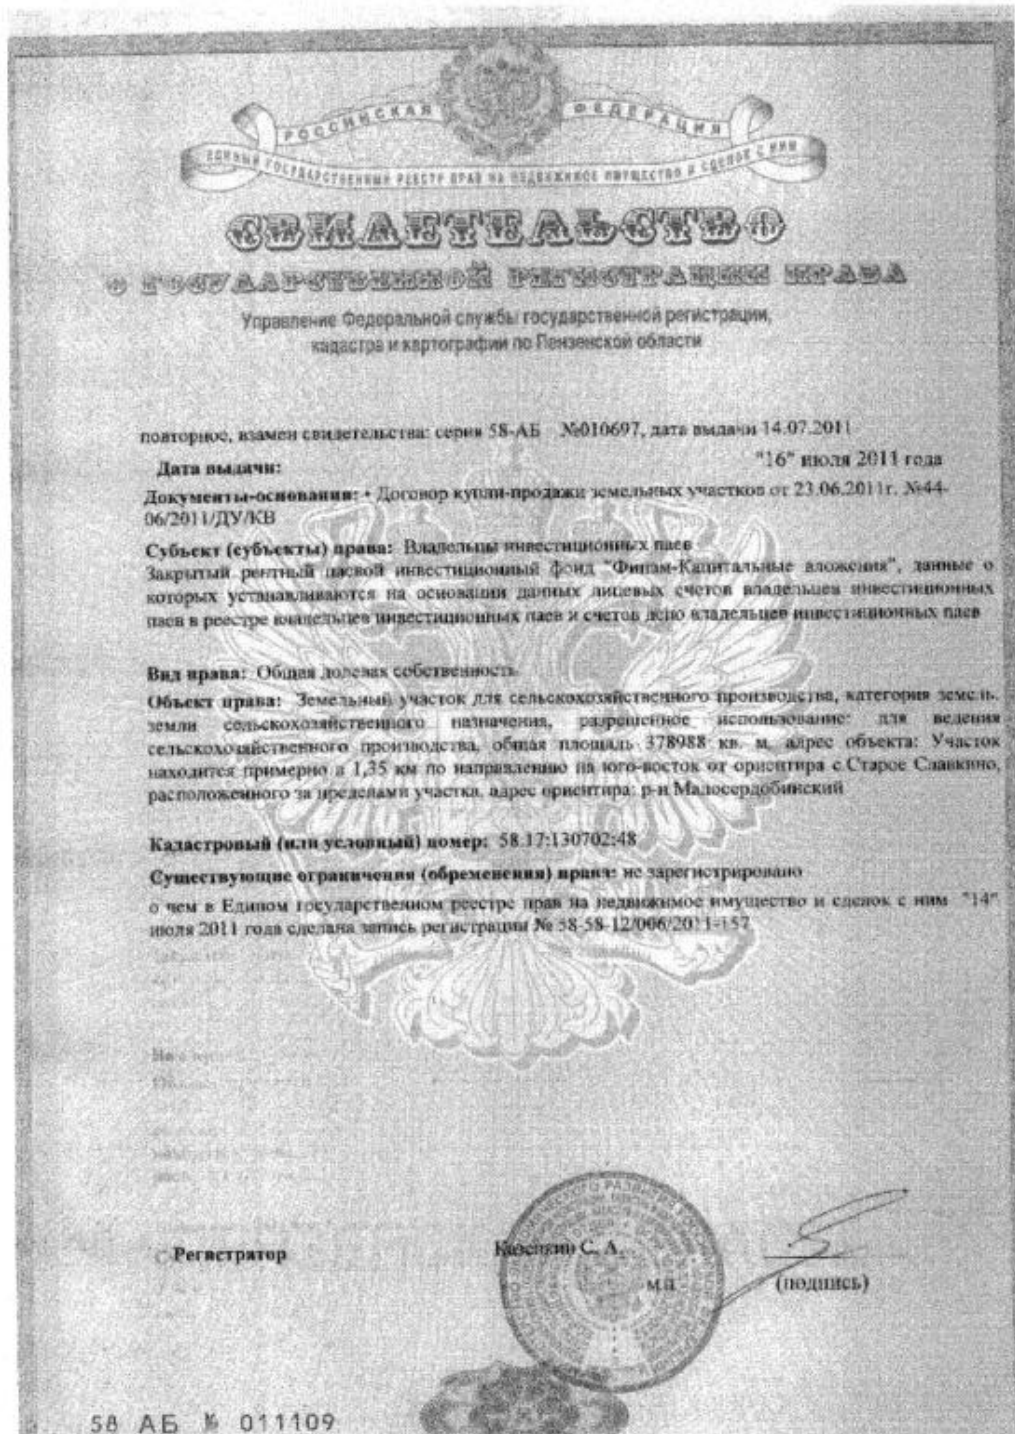 РОССИЙСКАЯ ФЕДЕРАЦИЯ
ЕДИНЫЙ ГОСУДАРСТВЕННЫЙ РЕЕСТР ПРАВ НА НЕДВИЖИМОЕ ИМУЩЕСТВО И СДЕЛОК С НИМ
СВИДЕТЕЛЬСТВО
О ГОСУДАРСТВЕННОЙ РЕГИСТРАЦИИ ПРАВА
Управление Федеральной службы государственной регистрации,
кадастра и картографии по Пензенской области
повторное, взамен свидетельства: серия 58-АБ №010697, дата выдачи 14.07.2011
Дата выдачи: "16" июля 2011 года
Документы-основания: • Договор купли-продажи земельных участков от 23.06.2011г. №44-
06/2011/ДУ/КВ
Субъект (субъекты) права: Владельцы инвестиционных паев
Закрытый рентный паевой инвестиционный фонд "Финам-Капитальные вложения", данные о
которых устанавливаются на основании данных лицевых счетов владельцев инвестиционных
паев в реестре владельцев инвестиционных паев и счетов депо владельцев инвестиционных паев
Вид права: Общая долевая собственность
Объект права: Земельный участок для сельскохозяйственного производства, категория земель:
земли сельскохозяйственного назначения, разрешенное использование: для ведения
сельскохозяйственного производства, общая площадь 378988 кв. м, адрес объекта: Участок
находится примерно в 1,35 км по направлению на юго-восток от ориентира с.Старое Славкино,
расположенного за пределами участка, адрес ориентира: р-н Малосердобинский
Кадастровый (или условный) номер: 58:17:130702:48
Существующие ограничения (обременения) права: не зарегистрировано
о чем в Едином государственном реестре прав на недвижимое имущество и сделок с ним "14"
июля 2011 года сделана запись регистрации № 58-58-12/006/2011-157
Регистратор С. А.
м.п. (подпись)
58 АБ № 011109